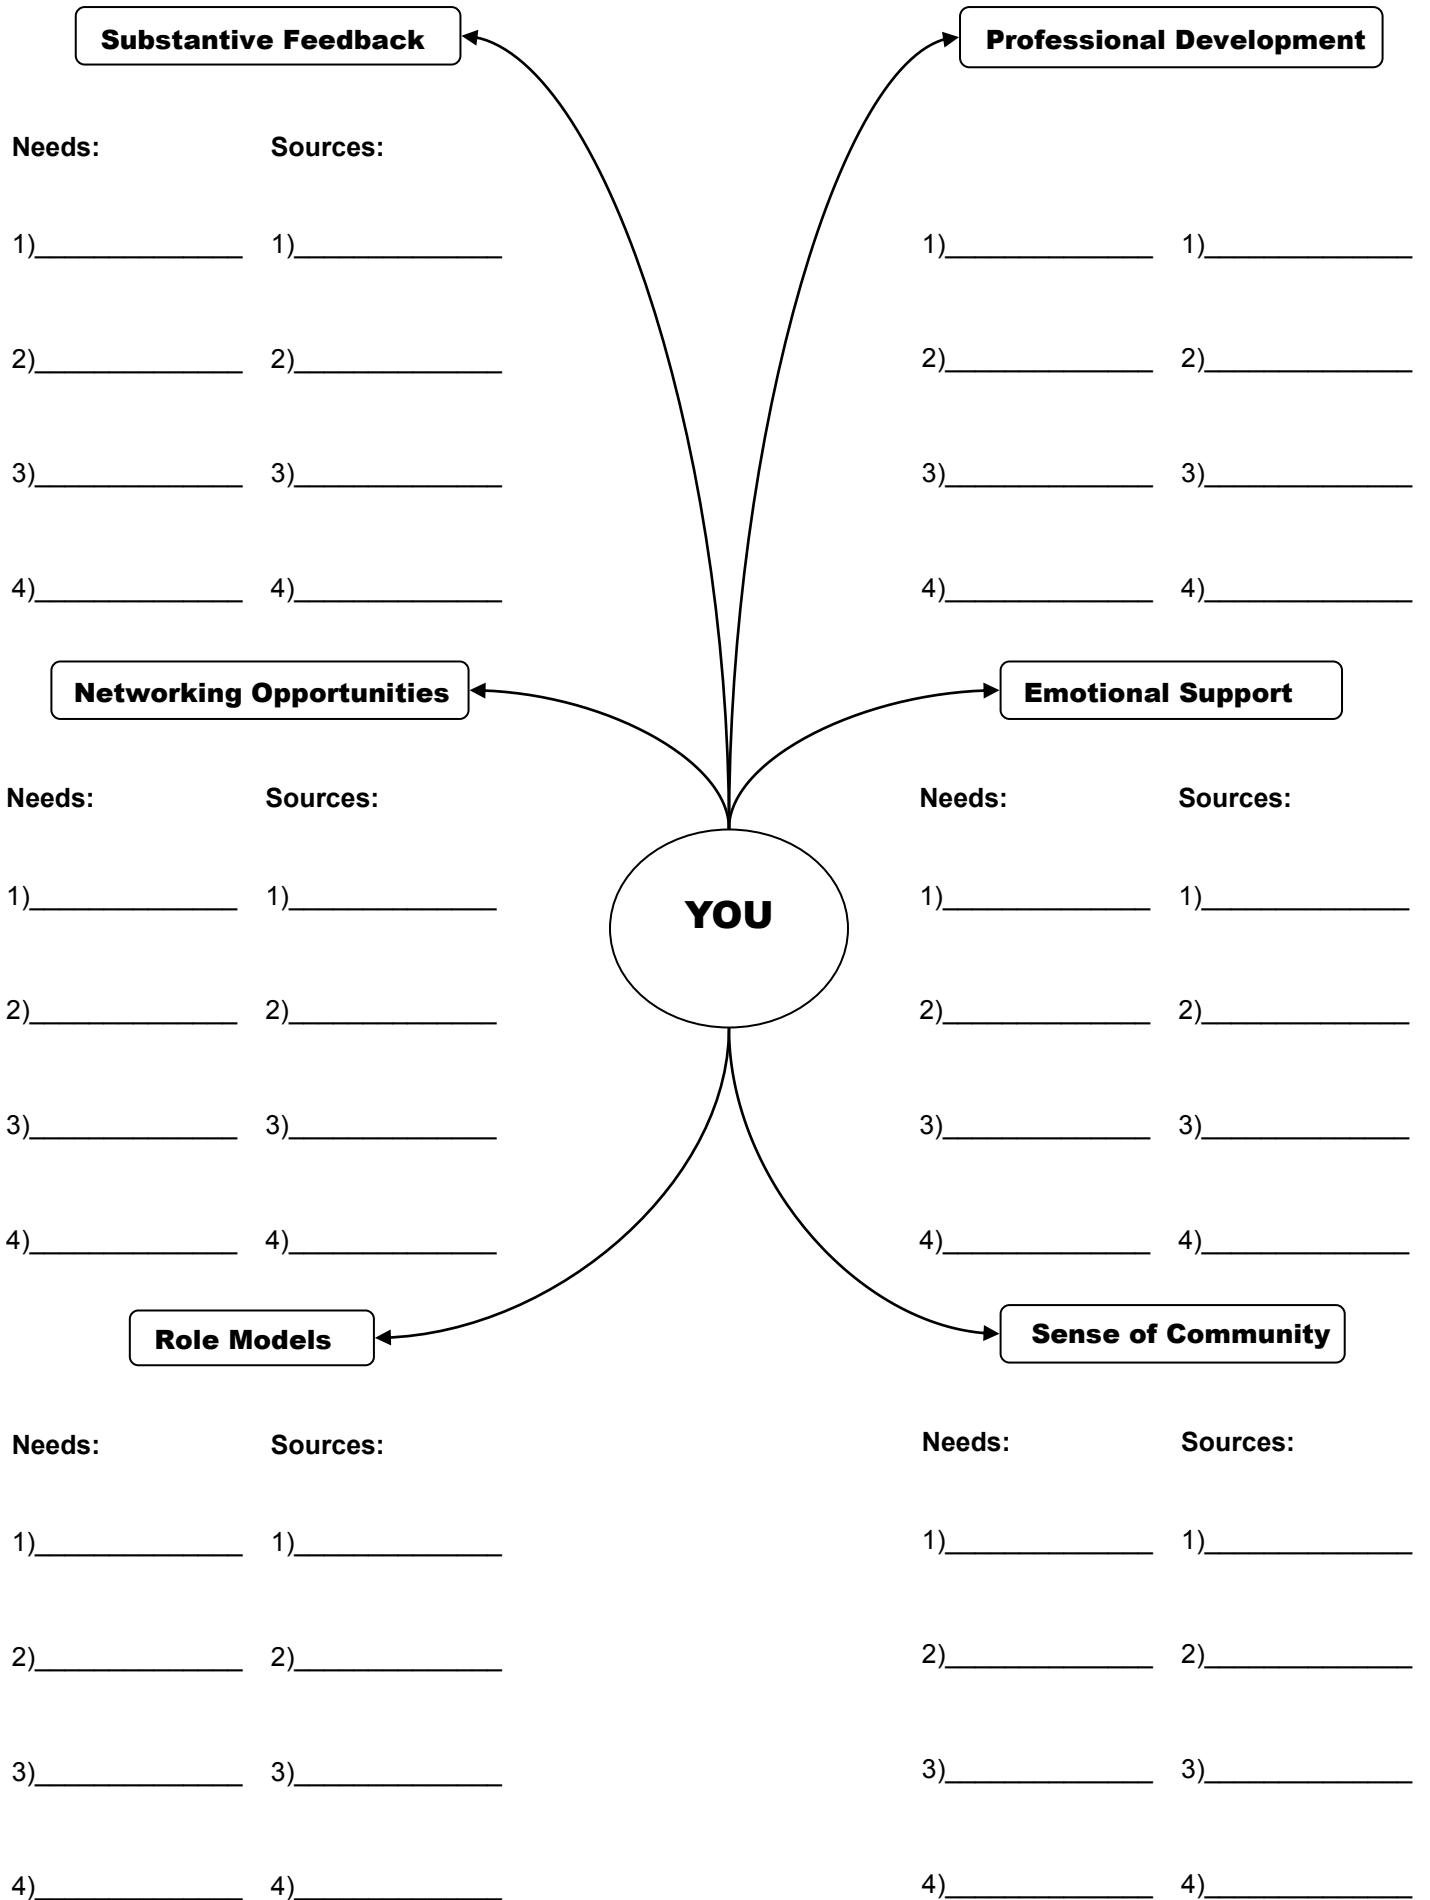 Substantive Feedback
Needs: Sources:
1)______________ 1)______________
2)______________ 2)______________
3)______________ 3)______________
4)______________ 4)______________
Professional Development
1)______________ 1)______________
2)______________ 2)______________
3)______________ 3)______________
4)______________ 4)______________
Networking Opportunities
Needs: Sources:
1)______________ 1)______________
2)______________ 2)______________
3)______________ 3)______________
4)______________ 4)______________
YOU
Emotional Support
Needs: Sources:
1)______________ 1)______________
2)______________ 2)______________
3)______________ 3)______________
4)______________ 4)______________
Role Models
Needs: Sources:
1)______________ 1)______________
2)______________ 2)______________
3)______________ 3)______________
4)______________ 4)______________
Sense of Community
Needs: Sources:
1)______________ 1)______________
2)______________ 2)______________
3)______________ 3)______________
4)______________ 4)______________